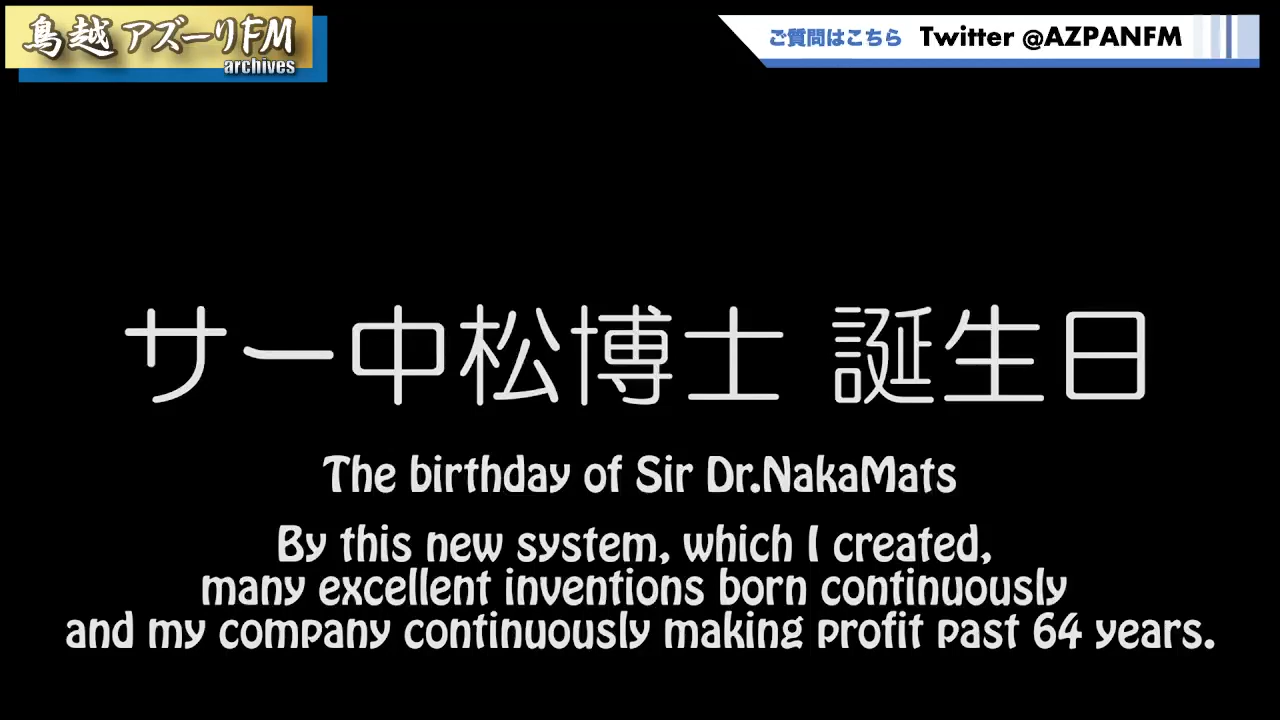 鳥越アズーリFM
archives
ご質問はこちら Twitter @AZPANFM
サー中松博士 誕生日
The birthday of Sir Dr.NakaMats
By this new system, which I created,
many excellent inventions born continuously
and my company continuously making profit past 64 years.